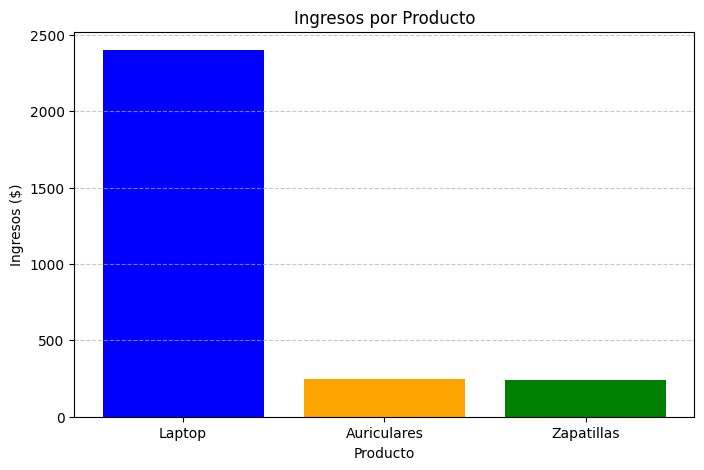 Ingresos por Producto
2500
2000
1500
1000
500
0
Ingresos ($)
Laptop
Auriculares
Zapatillas
Producto